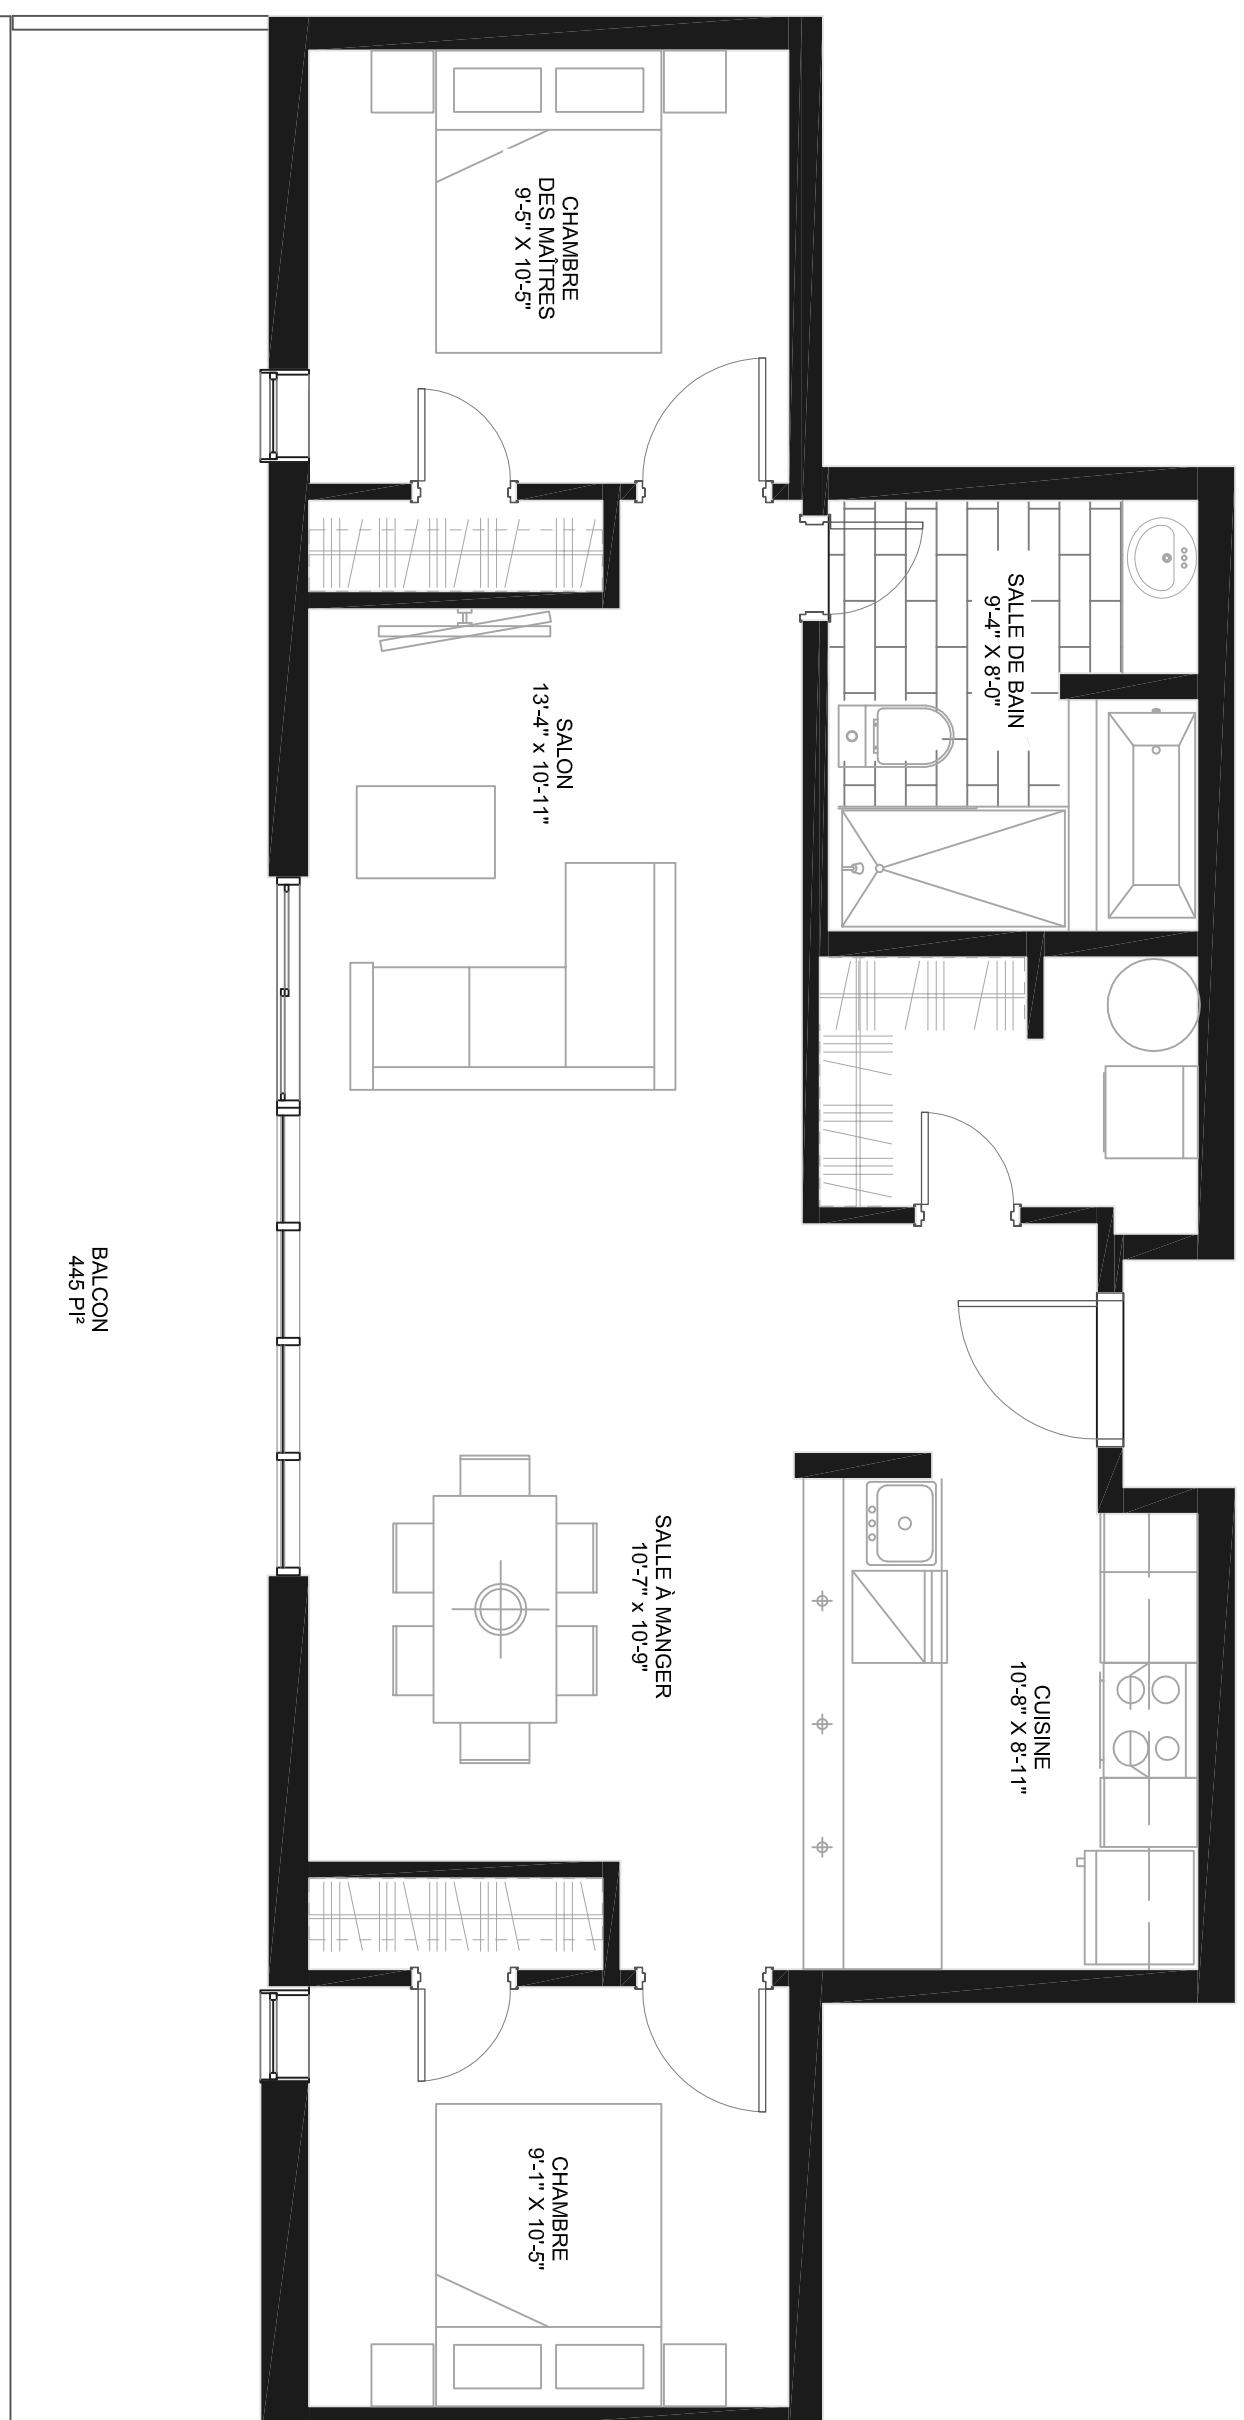 CHAMBRE
DES MAÎTRES
9'-5" X 10'-5"
SALLE DE BAIN
9'-4" X 8'-0"
SALON
13'-4" x 10'-11"
BALCON
445 PI²
SALLE À MANGER
10'-7" x 10'-9"
CUISINE
10'-8" X 8'-11"
CHAMBRE
9'-1" X 10'-5"